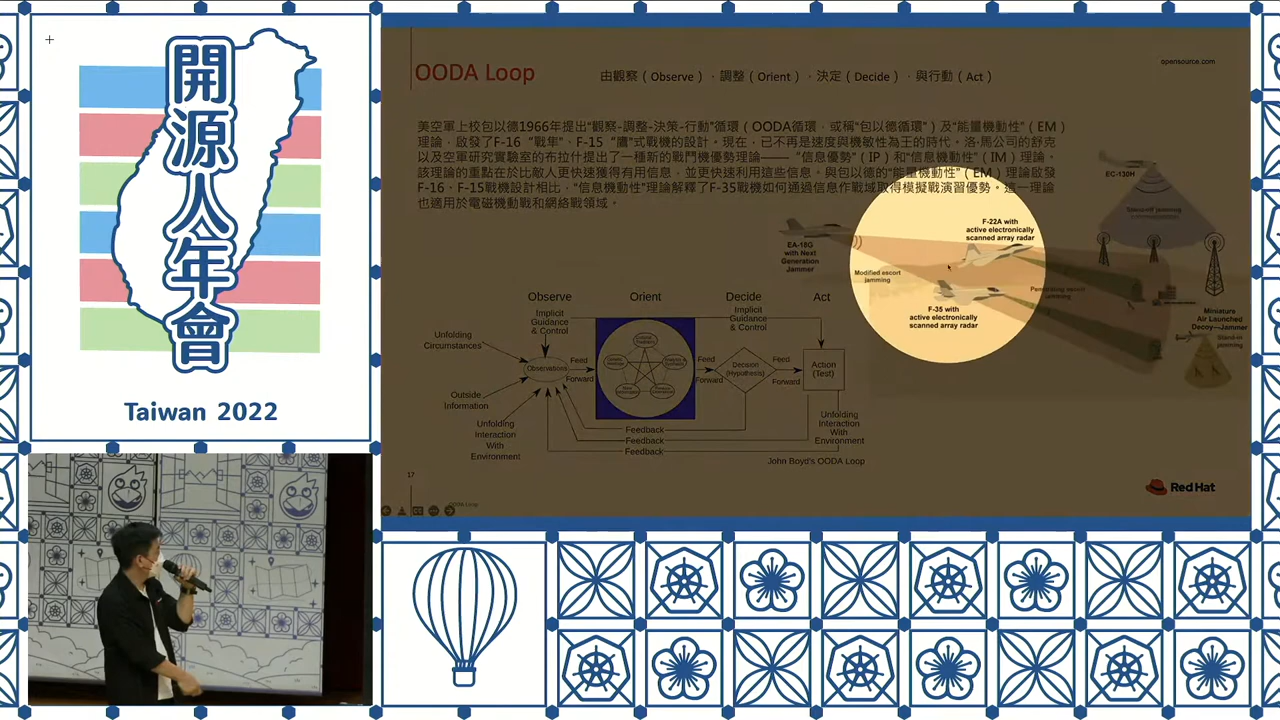 開源人年會
Taiwan 2022
OODA Loop
由觀察(Observe)、調整(Orient)、決定(Decide)、與行動(Act)
opensource.com
美空軍上校包以德1966年提出“觀察-調整-決策-行動”循環(OODA循環、或稱“包以德循環”)及“能量機動性”(EM)
理論,啟發了F-16 “戰隼”、F-15 “鷹”式戰機的設計。現在,已不再是速度與機敏性為王的時代。洛·馬公司的舒克
以及空軍研究實驗室的布拉什提出了一種新的戰鬥機優勢理論—— “信息優勢”(IP)和“信息機動性”(IM)理論。
該理論的重點在於比敵人更快速獲得有用信息,並更快速利用這些信息。與包以德的“能量機動性”(EM)理論啟發
F-16、F-15戰機設計相比,“信息機動性”理論解釋了F-35戰機如何通過信息作戰域取得模擬戰演習優勢。這一理論
也適用於電磁機動戰和網絡戰領域。
EC-130H
Stand-off jamming
F-22A with
active electronically
scanned array radar
EA-18G
with Next
Generation
Jammer
Modified escort
jamming
Penetrating escort
jamming
F-35 with
active electronically
scanned array radar
Miniature
Air Launched
Decoy—Jammer
Stand-in
jamming
Observe
Orient
Decide
Act
Implicit
Guidance
& Control
Implicit
Guidance
& Control
Unfolding
Circumstances
Observations
Feed
Forward
Feed
Forward
Decision
(Hypothesis)
Feed
Forward
Action
(Test)
Outside
Information
Unfolding
Interaction
With
Environment
Unfolding
Interaction
With
Environment
Feedback
Feedback
Feedback
John Boyd's OODA Loop
17
OODA Loop
Red Hat